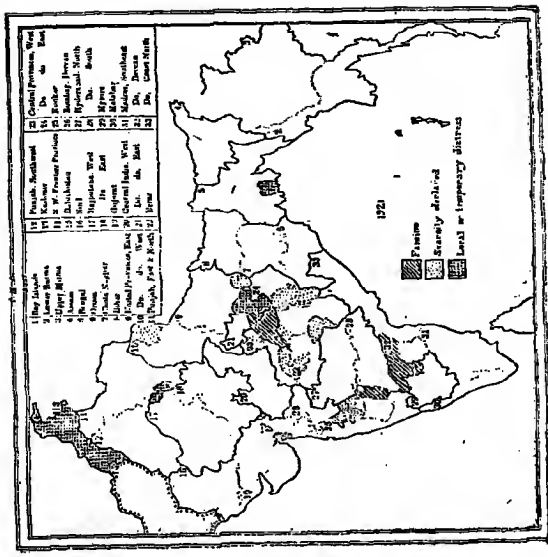 1 Bay Islands
2 Lower Burma
3 Upper Burma
4 Assam
5 Bengal
6 Orissa
7 Chota Nagpur
8 Bihar
9 United Provinces, East
10 Do. do. West
11 Punjab, East & North
12 Punjab, Southwest
13 Kashmir
14 N W. Frontier Province
15 Baluchistan
16 Sind
17 Rajputana, West
18 Do East
19 Gujarat
20 Central India, West
21 Do. do. East
22 Berar
23 Central Provinces, West
24 Do do East
25 Konkan
26 Bombay, Deccan
27 Hyderabad, North
28 Do. South
29 Mysore
30 Malabar
31 Madras, Southeast
32 Do. Deccan
33 Do. Coast North
1921
Famine
Scarcity declared
Local or temporary distress